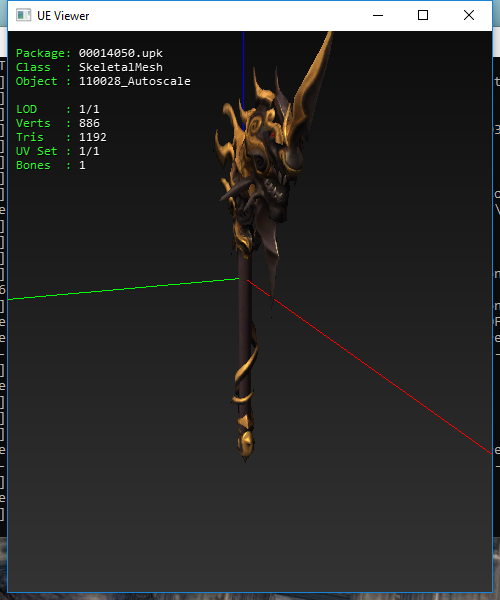 UE Viewer
Package: 00014050.upk
Class : SkeletalMesh
Object : 110028_Autoscale
LOD : 1/1
Verts : 886
Tris : 1192
UV Set : 1/1
Bones : 1